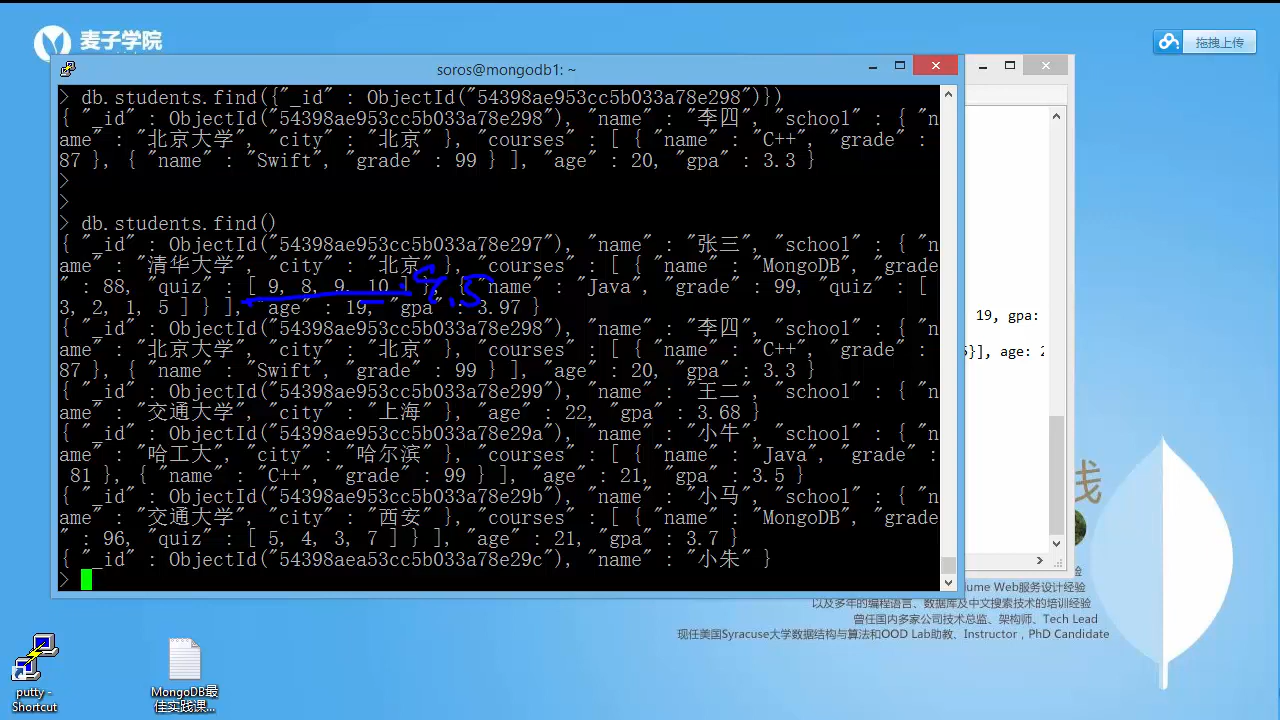 麦子学院
拖拽上传
soros@mongodb1: ~
> db.students.find({"_id" : ObjectId("54398ae953cc5b033a78e298")})
{ "_id" : ObjectId("54398ae953cc5b033a78e298"), "name" : "李四", "school" : { "n
ame" : "北京大学", "city" : "北京" }, "courses" : [ { "name" : "C++", "grade" :
87 }, { "name" : "Swift", "grade" : 99 } ], "age" : 20, "gpa" : 3.3 }
>
>
> db.students.find()
{ "_id" : ObjectId("54398ae953cc5b033a78e297"), "name" : "张三", "school" : { "n
ame" : "清华大学", "city" : "北京" }, "courses" : [ { "name" : "MongoDB", "grade
" : 88, "quiz" : [ 9, 8, 9, 10 ] }, { "name" : "Java", "grade" : 99, "quiz" : [
3, 2, 1, 5 ] } ], "age" : 19, "gpa" : 3.97 }
9.5
{ "_id" : ObjectId("54398ae953cc5b033a78e298"), "name" : "李四", "school" : { "n
ame" : "北京大学", "city" : "北京" }, "courses" : [ { "name" : "C++", "grade" :
87 }, { "name" : "Swift", "grade" : 99 } ], "age" : 20, "gpa" : 3.3 }
{ "_id" : ObjectId("54398ae953cc5b033a78e299"), "name" : "王二", "school" : { "n
ame" : "交通大学", "city" : "上海" }, "age" : 22, "gpa" : 3.68 }
{ "_id" : ObjectId("54398ae953cc5b033a78e29a"), "name" : "小牛", "school" : { "n
ame" : "哈工大", "city" : "哈尔滨" }, "courses" : [ { "name" : "Java", "grade" :
81 }, { "name" : "C++", "grade" : 99 } ], "age" : 21, "gpa" : 3.5 }
{ "_id" : ObjectId("54398ae953cc5b033a78e29b"), "name" : "小马", "school" : { "n
ame" : "交通大学", "city" : "西安" }, "courses" : [ { "name" : "MongoDB", "grade
" : 96, "quiz" : [ 5, 4, 3, 7 ] } ], "age" : 21, "gpa" : 3.7 }
{ "_id" : ObjectId("54398aea53cc5b033a78e29c"), "name" : "小朱" }
>
19, gpa:
}], age: 2
ume Web服务设计经验
以及多年的编程语言、数据库及中文搜索技术的培训经验
曾任国内多家公司技术总监、架构师、Tech Lead
现任美国Syracuse大学数据结构与算法和OOD Lab助教、Instructor，PhD Candidate
putty -
Shortcut
MongoDB最
佳实践课...